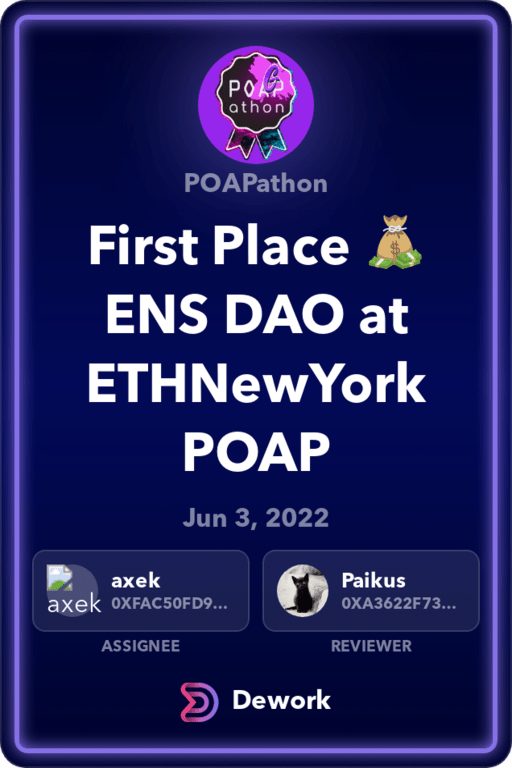 POAP
athon
POAPathon
First Place 💰
ENS DAO at
ETHNewYork
POAP
Jun 3, 2022
axek
axek
0XFAC50FD9...
Paikus
0XA3622F73...
ASSIGNEE
REVIEWER
Dework